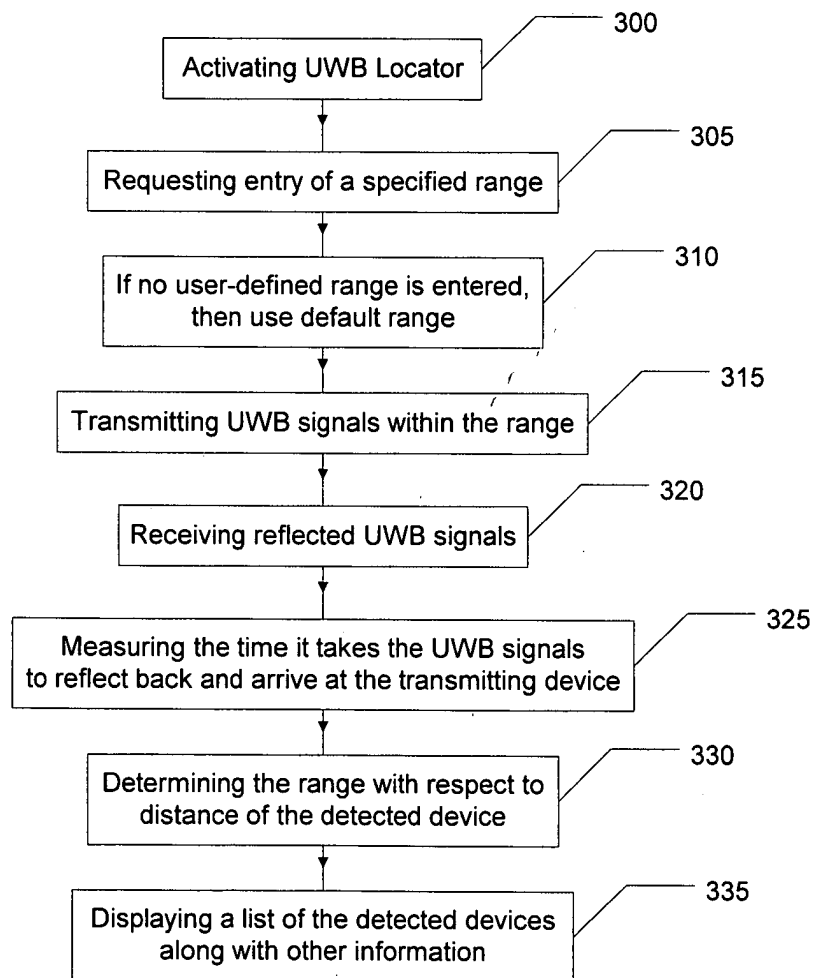 300
Activating UWB Locator
305
Requesting entry of a specified range
310
If no user-defined range is entered,
then use default range
315
Transmitting UWB signals within the range
320
Receiving reflected UWB signals
325
Measuring the time it takes the UWB signals
to reflect back and arrive at the transmitting device
330
Determining the range with respect to
distance of the detected device
335
Displaying a list of the detected devices
along with other information